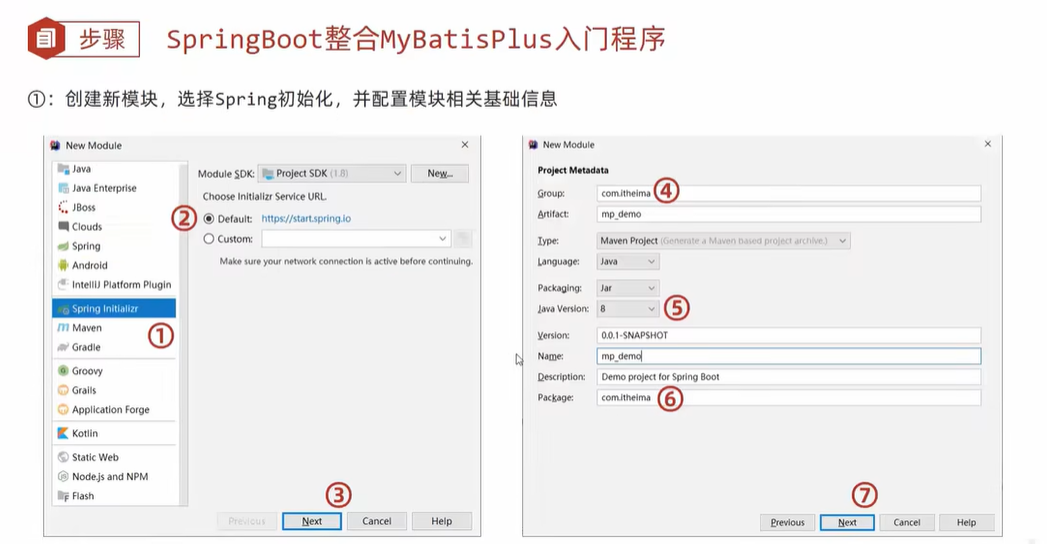 步骤
SpringBoot整合MyBatisPlus入门程序
①：创建新模块，选择Spring初始化，并配置模块相关基础信息
New Module
Java
Java Enterprise
JBoss
Clouds
Spring
Android
IntelliJ Platform Plugin
Spring Initializr
Maven
①
Gradle
Groovy
Grails
Application Forge
Kotlin
Static Web
Node.js and NPM
Flash
Module SDK: Project SDK (1.8) New...
Choose Initializr Service URL.
② Default: https://start.spring.io
Custom:
Make sure your network connection is active before continuing.
③
Previous Next Cancel Help
New Module
Project Metadata
Group: com.itheima ④
Artifact: mp_demo
Type: Maven Project (Generate a Maven based project archive.)
Language: Java
Packaging: Jar
Java Version: 8 ⑤
Version: 0.0.1-SNAPSHOT
Name: mp_demo
Description: Demo project for Spring Boot
Package: com.itheima ⑥
⑦
Previous Next Cancel Help